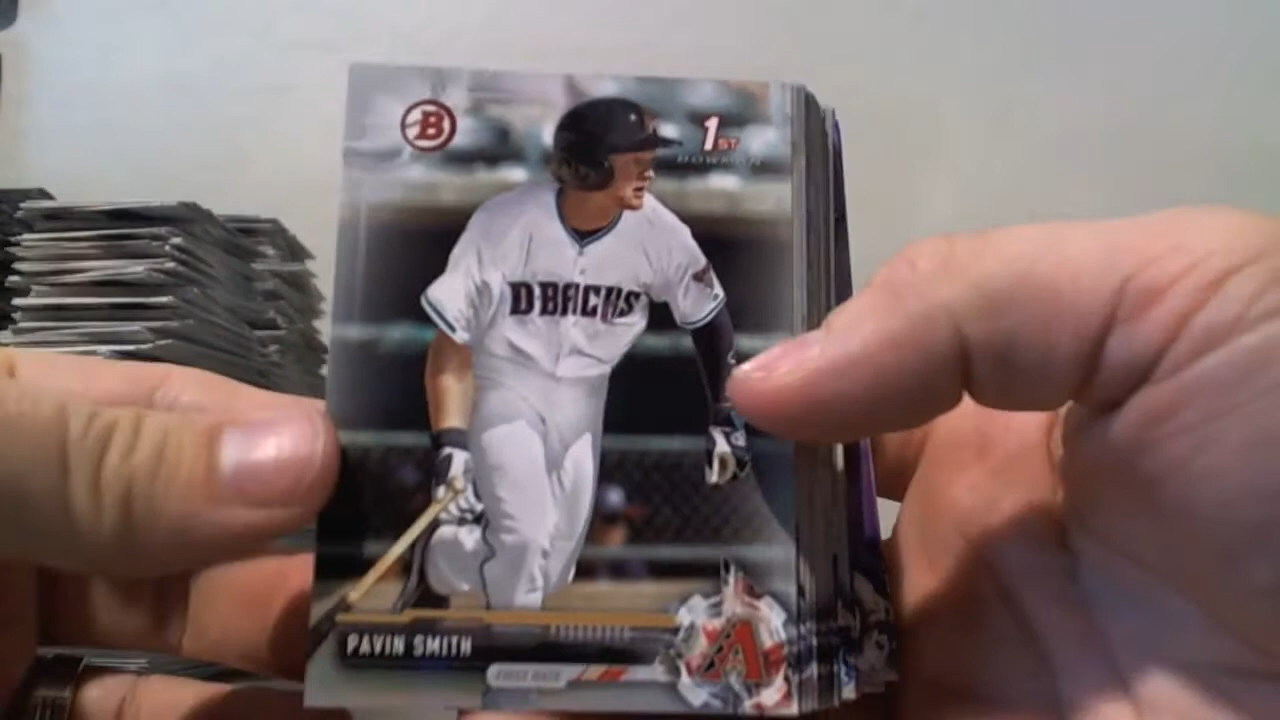 B
1ST
BOWMAN
D-BACKS
PAVIN SMITH
FIRST BASE
A